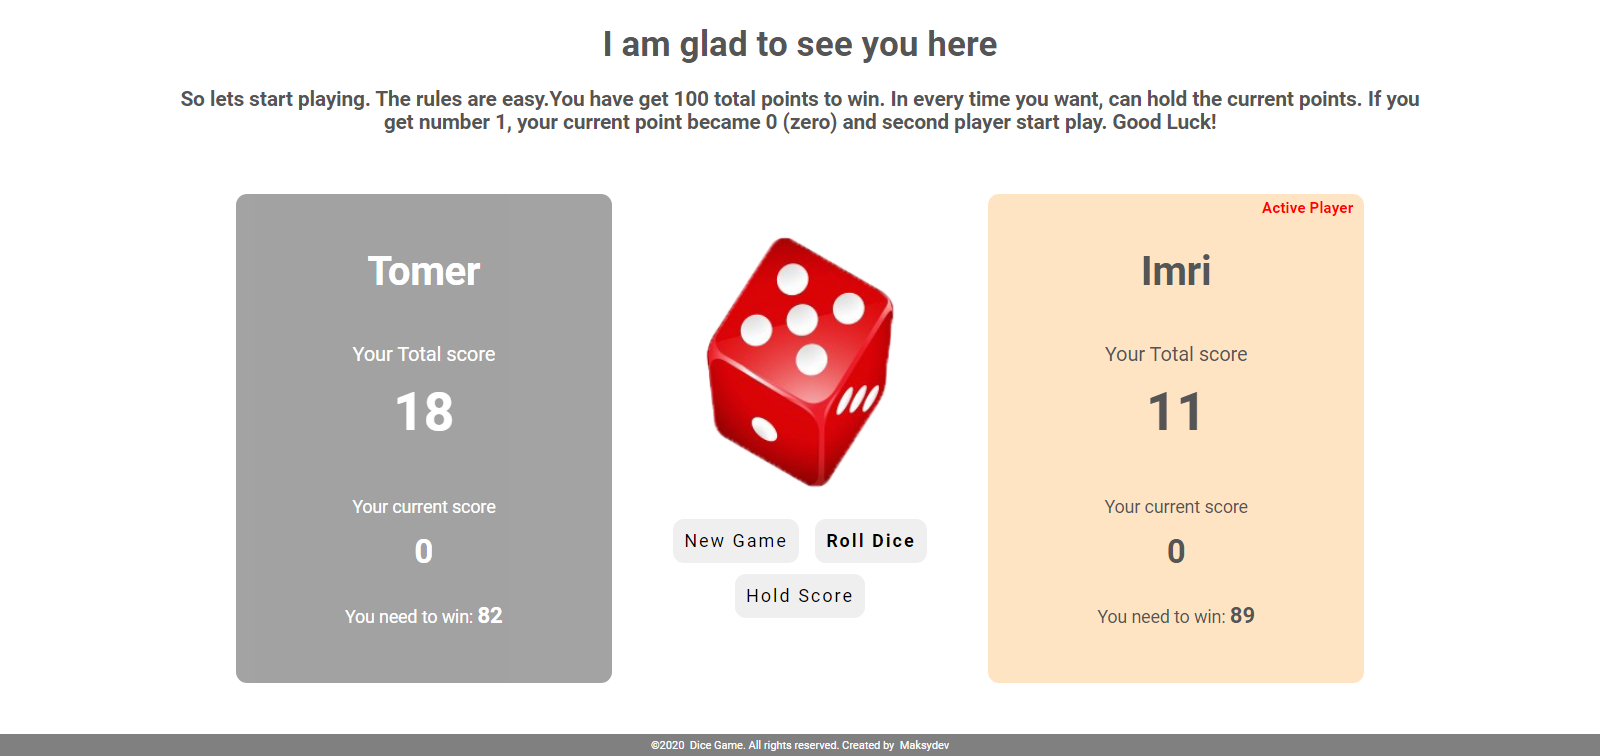 I am glad to see you here
So lets start playing. The rules are easy.You have get 100 total points to win. In every time you want, can hold the current points. If you
get number 1, your current point became 0 (zero) and second player start play. Good Luck!
Tomer
Your Total score
18
Your current score
0
You need to win: 82
New Game
Roll Dice
Hold Score
Active Player
Imri
Your Total score
11
Your current score
0
You need to win: 89
©2020 Dice Game. All rights reserved. Created by Maksydev